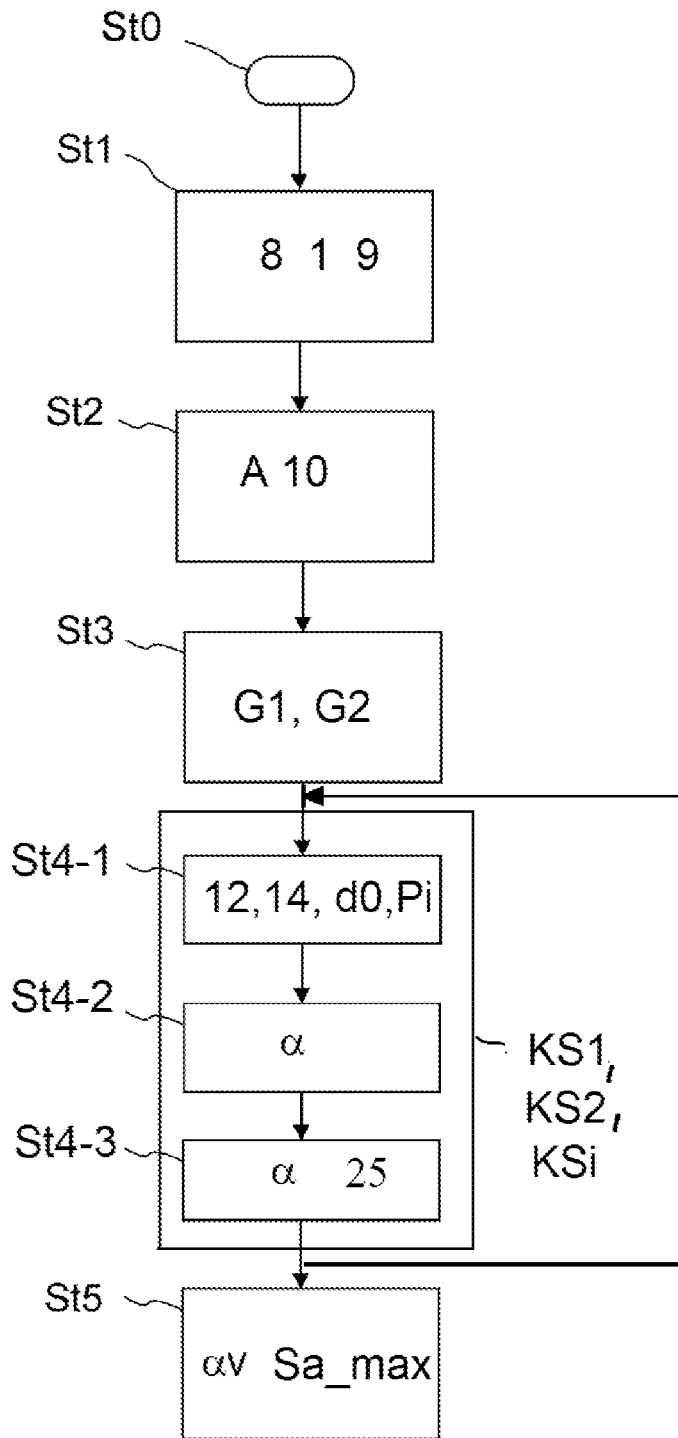 St0
St1
8 1 9
St2
A 10
St3
G1, G2
St4-1
12,14, d0,Pi
St4-2
α
KS1,
KS2,
KSi
St4-3
α 25
St5
αv Sa_max